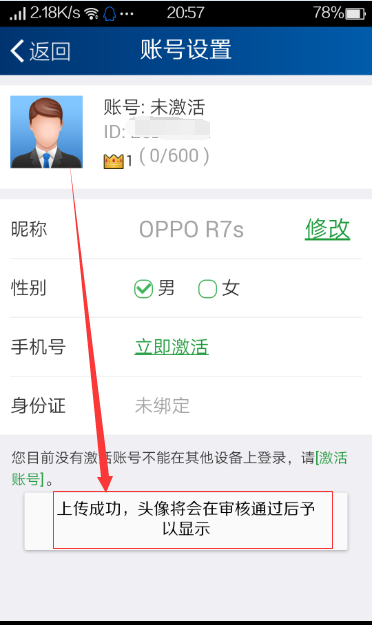 2.18K/s ... 20:57 78%
返回 账号设置
账号: 未激活
ID:
1 ( 0/600 )
昵称 OPPO R7s 修改
性别 男 女
手机号 立即激活
身份证 未绑定
您目前没有激活账号不能在其他设备上登录，请[激活
账号]。
上传成功，头像将会在审核通过后予
以显示